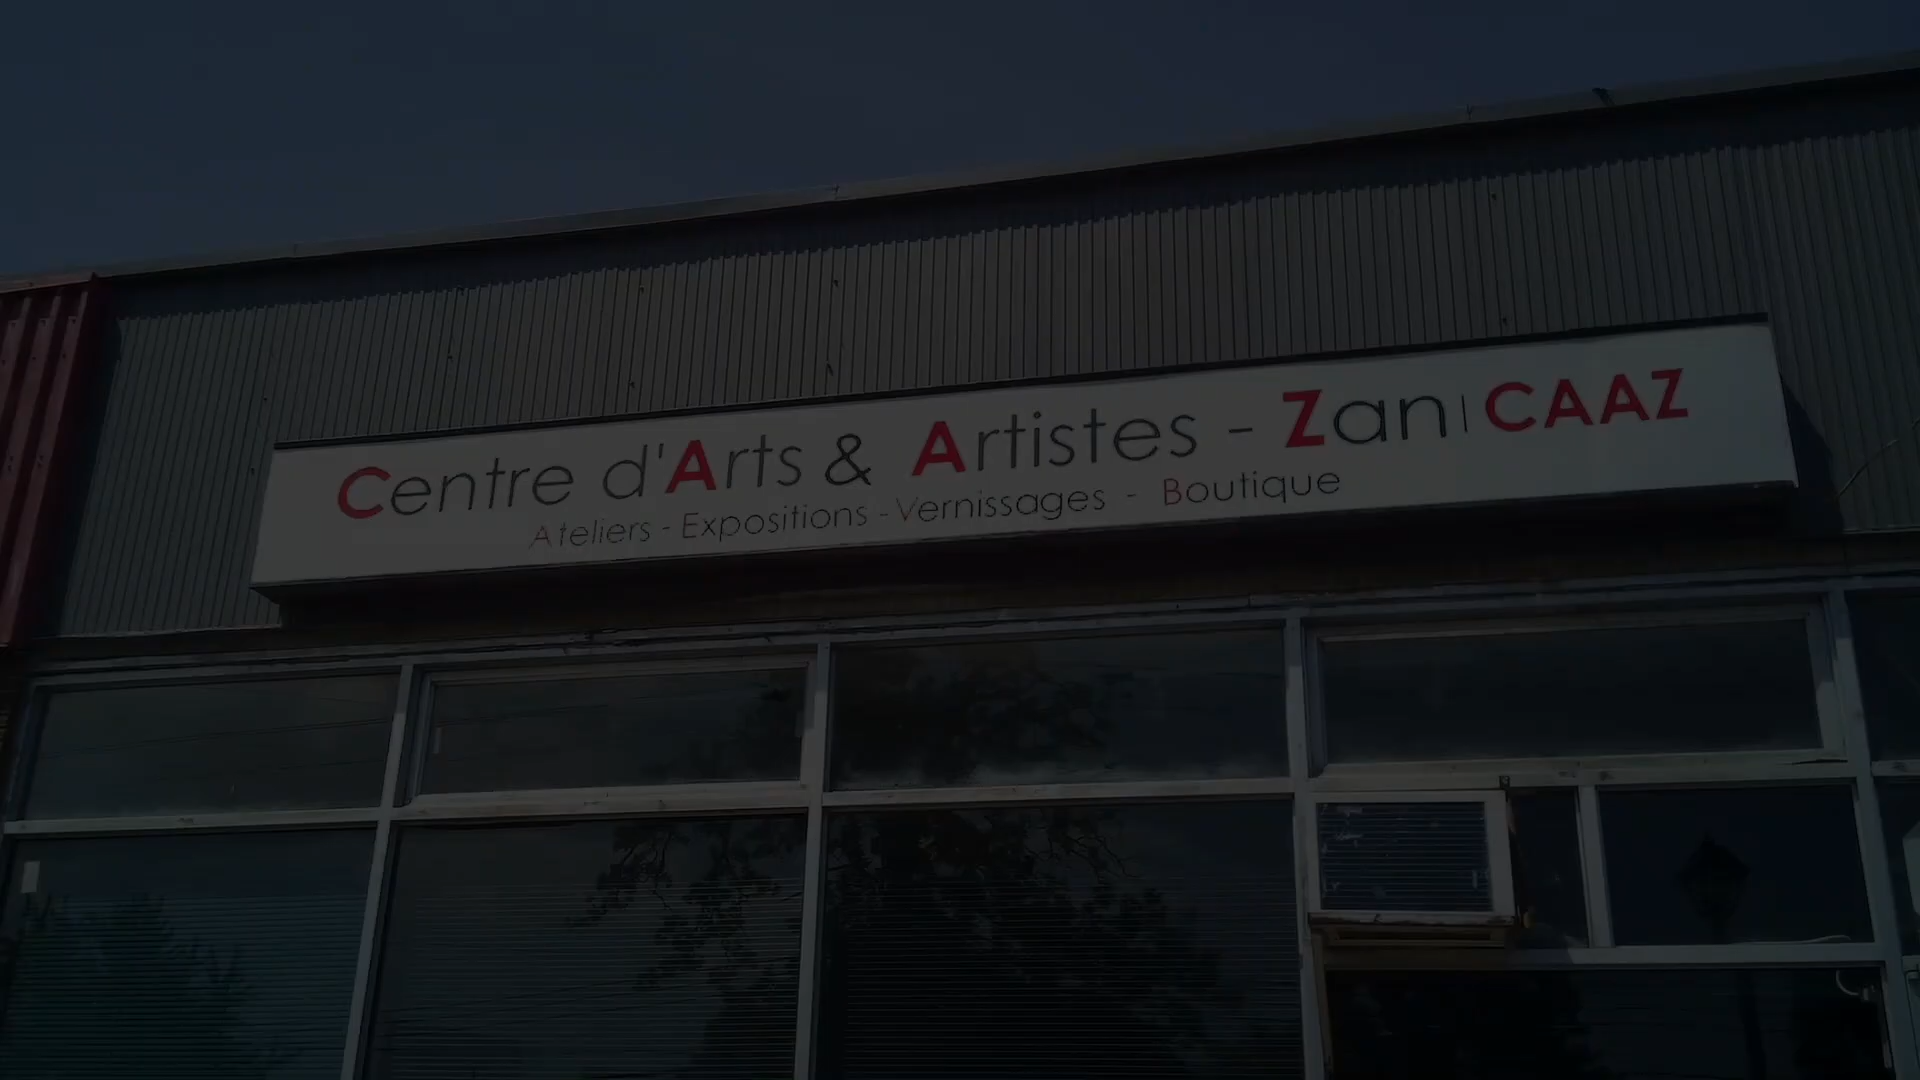 Centre d'Arts & Artistes - Zan | CAAZ
Ateliers - Expositions - Vernissages - Boutique